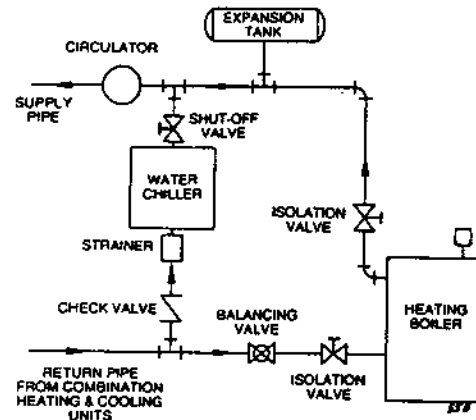 EXPANSION
TANK
CIRCULATOR
SUPPLY
PIPE
SHUT-OFF
VALVE
WATER
CHILLER
ISOLATION
VALVE
STRAINER
HEATING
BOILER
CHECK VALVE
BALANCING
VALVE
RETURN PIPE
FROM COMBINATION
HEATING & COOLING
UNITS
ISOLATION
VALVE